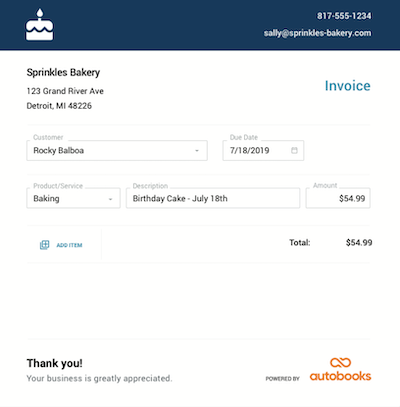 817-555-1234
sally@sprinkles-bakery.com
Sprinkles Bakery
123 Grand River Ave
Detroit, MI 48226
Invoice
Customer
Rocky Balboa
Due Date
7/18/2019
Product/Service
Baking
Description
Birthday Cake - July 18th
Amount
$54.99
ADD ITEM
Total: $54.99
Thank you!
Your business is greatly appreciated.
POWERED BY autobooks